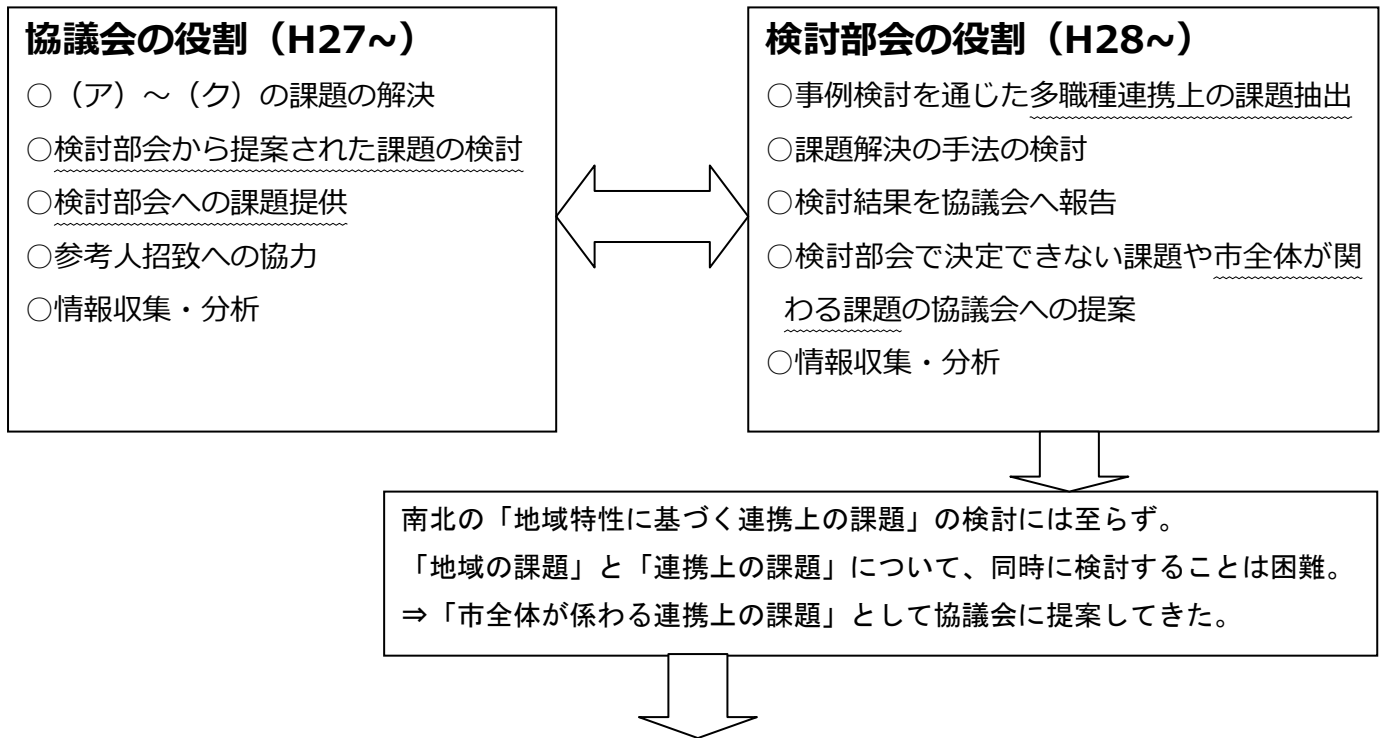 協議会の役割（H27~）
○（ア）～（ク）の課題の解決
○検討部会から提案された課題の検討
○検討部会への課題提供
○参考人招致への協力
○情報収集・分析
検討部会の役割（H28~）
○事例検討を通じた多職種連携上の課題抽出
○課題解決の手法の検討
○検討結果を協議会へ報告
○検討部会で決定できない課題や市全体が関
わる課題の協議会への提案
○情報収集・分析
南北の「地域特性に基づく連携上の課題」の検討には至らず。
「地域の課題」と「連携上の課題」について、同時に検討することは困難。
⇒「市全体が係わる連携上の課題」として協議会に提案してきた。